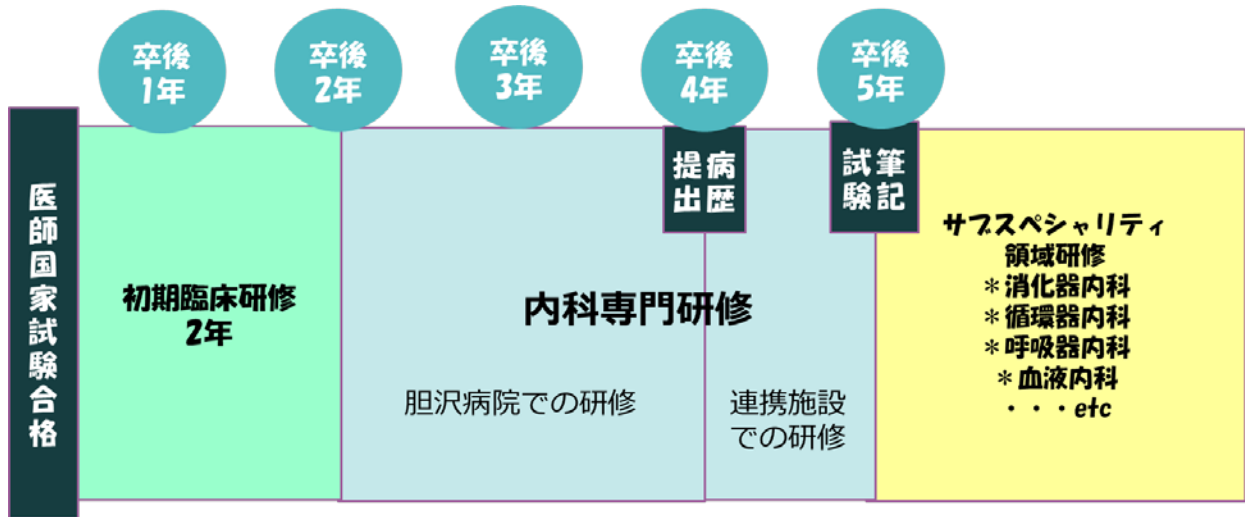 卒後
1年
卒後
2年
卒後
3年
卒後
4年
卒後
5年
医師国家試験合格
病歴
提出
筆記
試験
初期臨床研修
2年
内科専門研修
胆沢病院での研修
連携施設
での研修
サブスペシャリティ
領域研修
＊消化器内科
＊循環器内科
＊呼吸器内科
＊血液内科
・・・etc